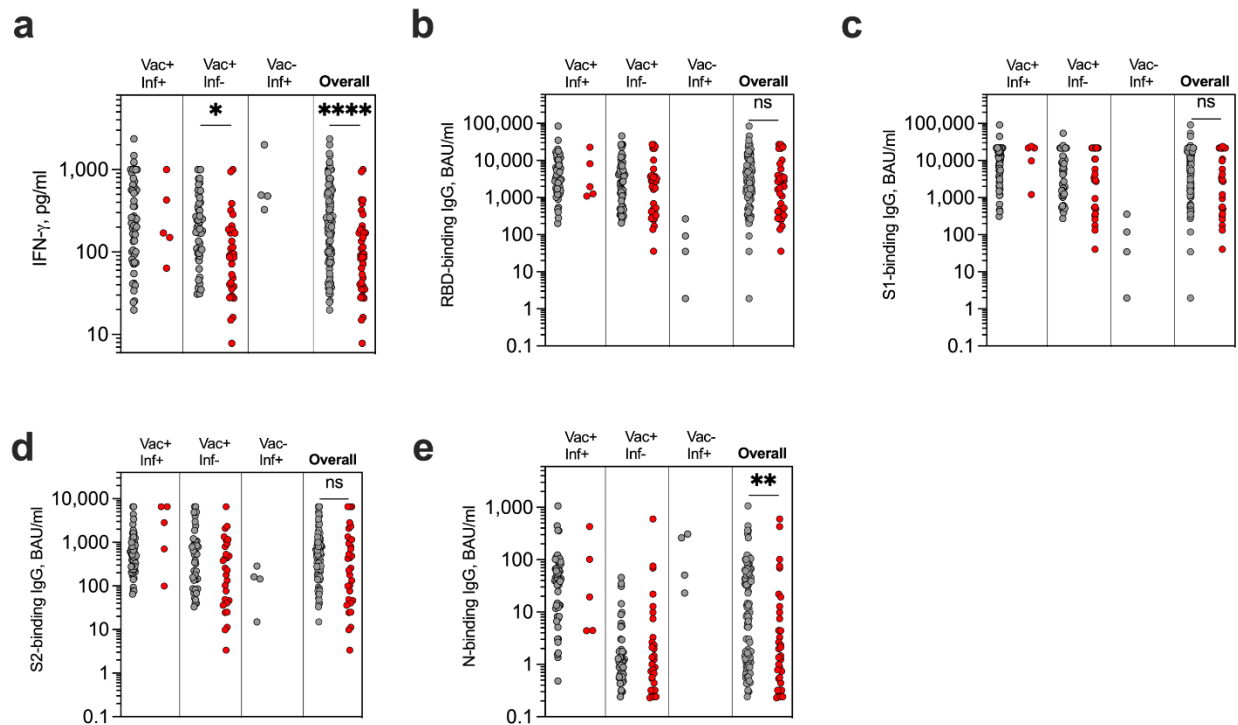 a
Vac+ Vac+ Vac-
Inf+ Inf- Inf+ Overall
* ****
IFN-γ, pg/ml
1,000
100
10
b
Vac+ Vac+ Vac-
Inf+ Inf- Inf+ Overall
ns
RBD-binding IgG, BAU/ml
100,000
10,000
1,000
100
10
1
0.1
c
Vac+ Vac+ Vac-
Inf+ Inf- Inf+ Overall
ns
S1-binding IgG, BAU/ml
100,000
10,000
1,000
100
10
1
0.1
d
Vac+ Vac+ Vac-
Inf+ Inf- Inf+ Overall
ns
S2-binding IgG, BAU/ml
10,000
1,000
100
10
1
0.1
e
Vac+ Vac+ Vac-
Inf+ Inf- Inf+ Overall
**
N-binding IgG, BAU/ml
1,000
100
10
1
0.1